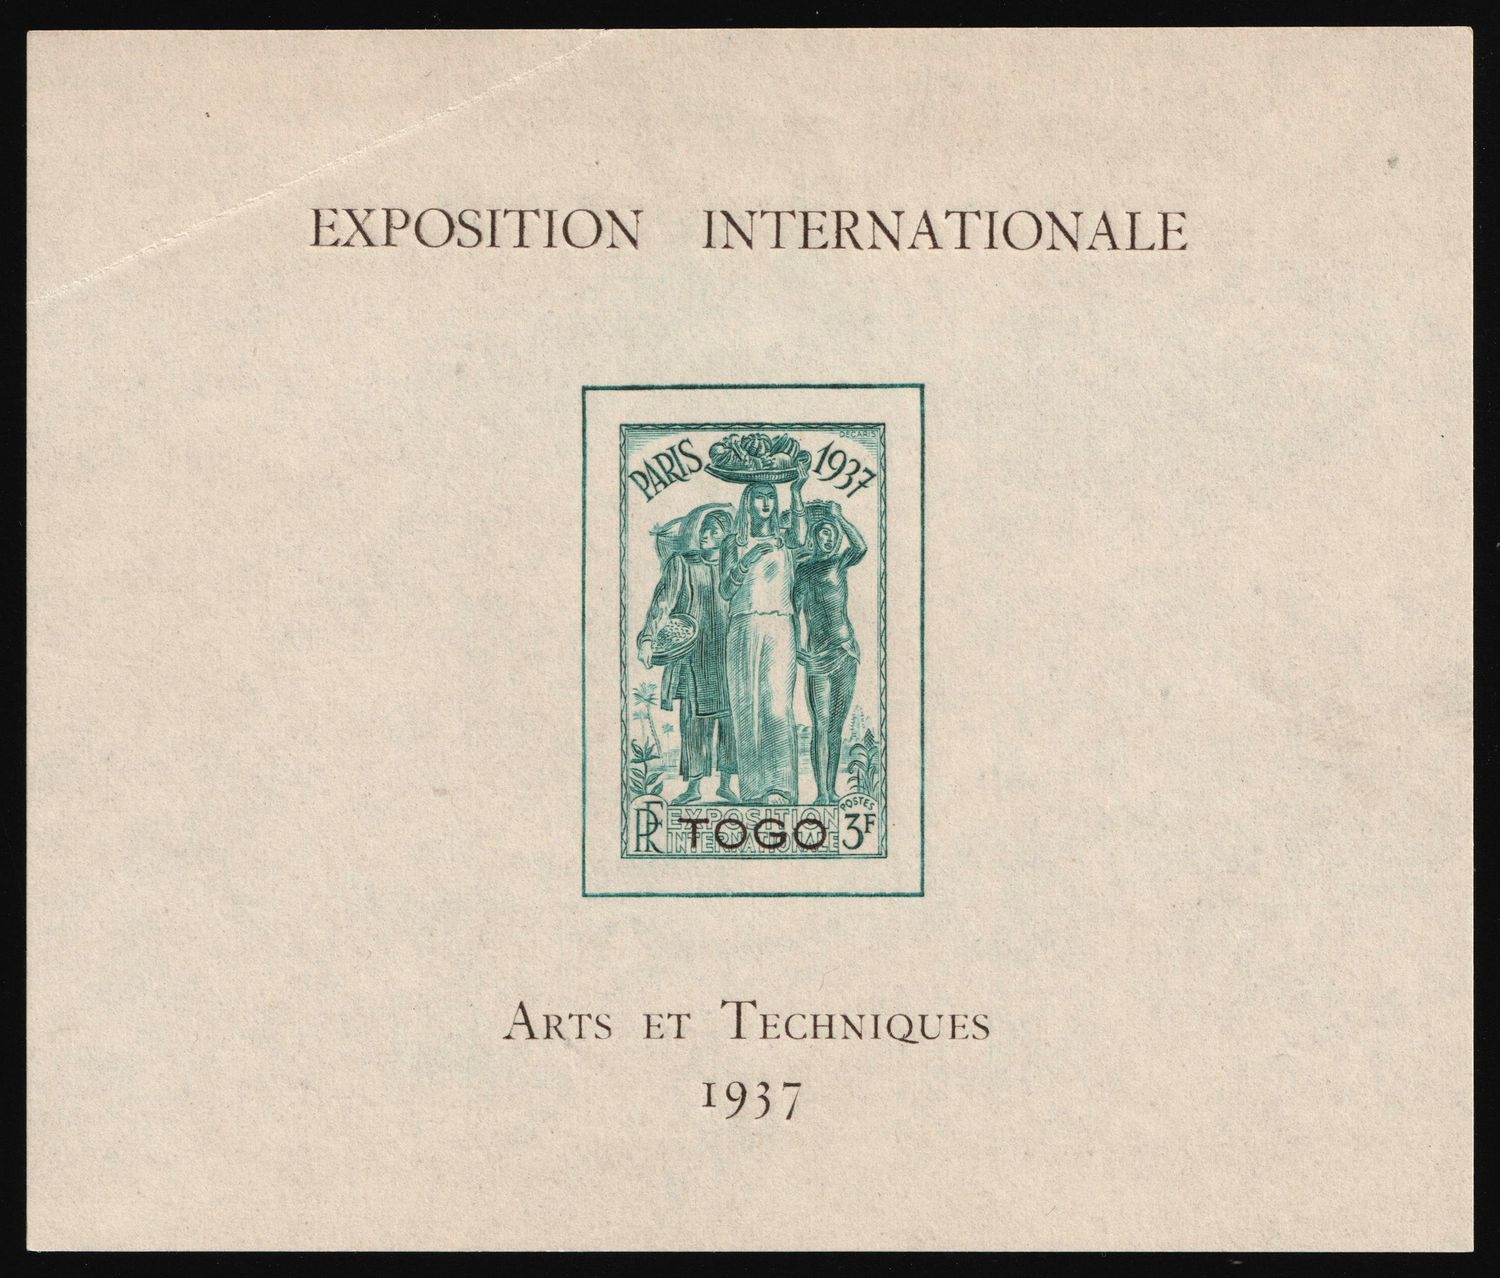 EXPOSITION INTERNATIONALE
DECARIS
PARIS 1937
POSTES
RF EXPOSITION INTERNATIONALE 3F
TOGO
ARTS ET TECHNIQUES
1937